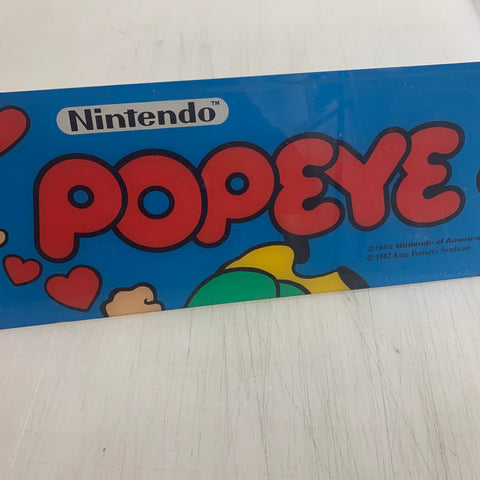 Nintendo™
POPEYE
©1982 Nintendo of America
© 1982 King Features Syndicate